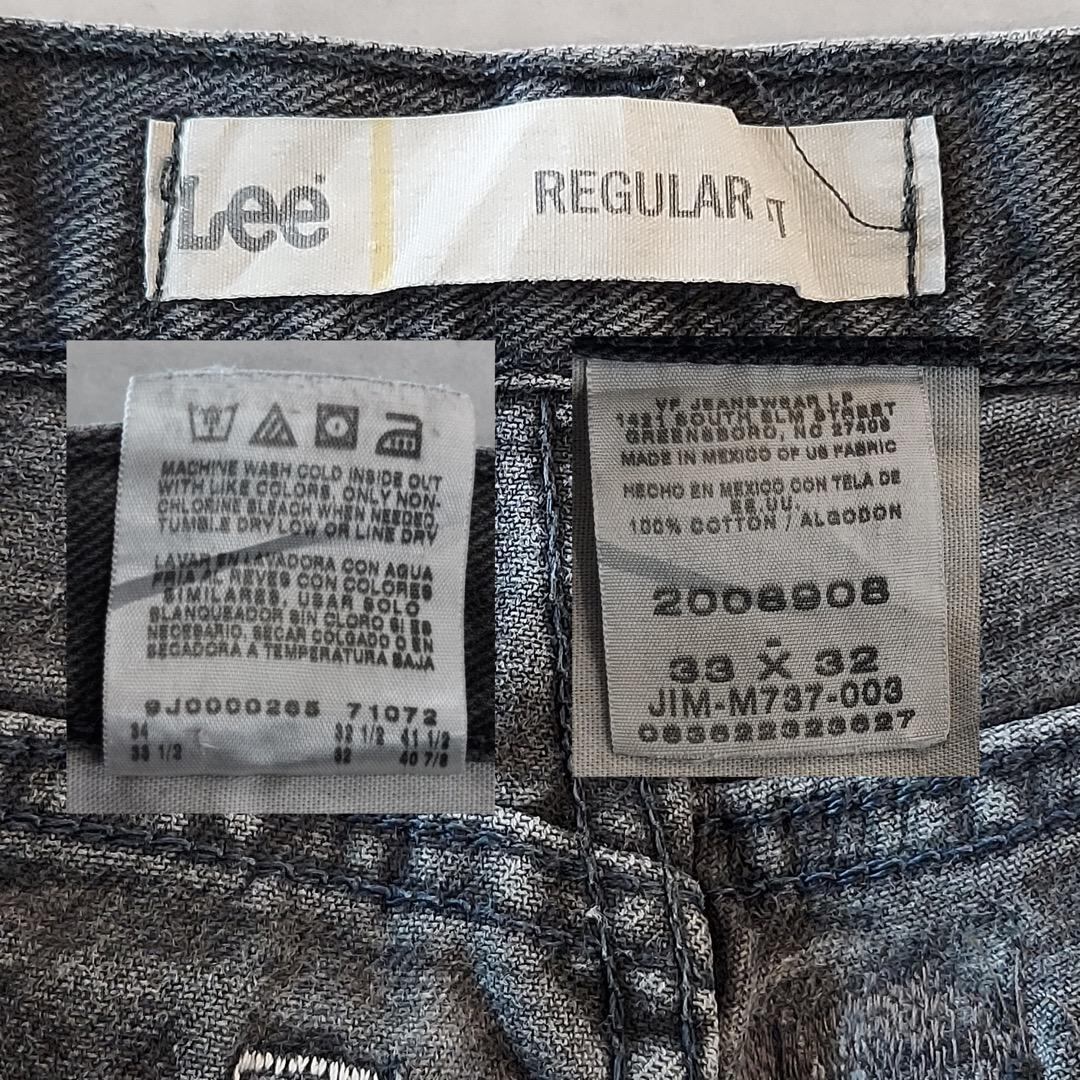 Lee
REGULAR
MACHINE WASH COLD INSIDE OUT
WITH LIKE COLORS, ONLY NON-
CHLORINE BLEACH WHEN NEEDED,
TUMBLE DRY LOW OR LINE DRY
LAVAR EN LAVADORA CON AGUA
FRIA AL REVES CON COLORES
SIMILARES, USAR SOLO
BLANQUEADOR SIN CLORO SI ES
NECESARIO, SECAR COLGADO O EN
SECADORA A TEMPERATURA BAJA
9J0000265 71072
34 32 1/2 41 1/2
33 1/2 32 40 7/8
VF JEANSWEAR LP
1421 SOUTH ELM STREET
GREENSBORO, NC 27406
MADE IN MEXICO OF US FABRIC
HECHO EN MEXICO CON TELA DE
EE.UU.
100% COTTON / ALGODON
2008908
33 X 32
JIM-M737-003
083622323627